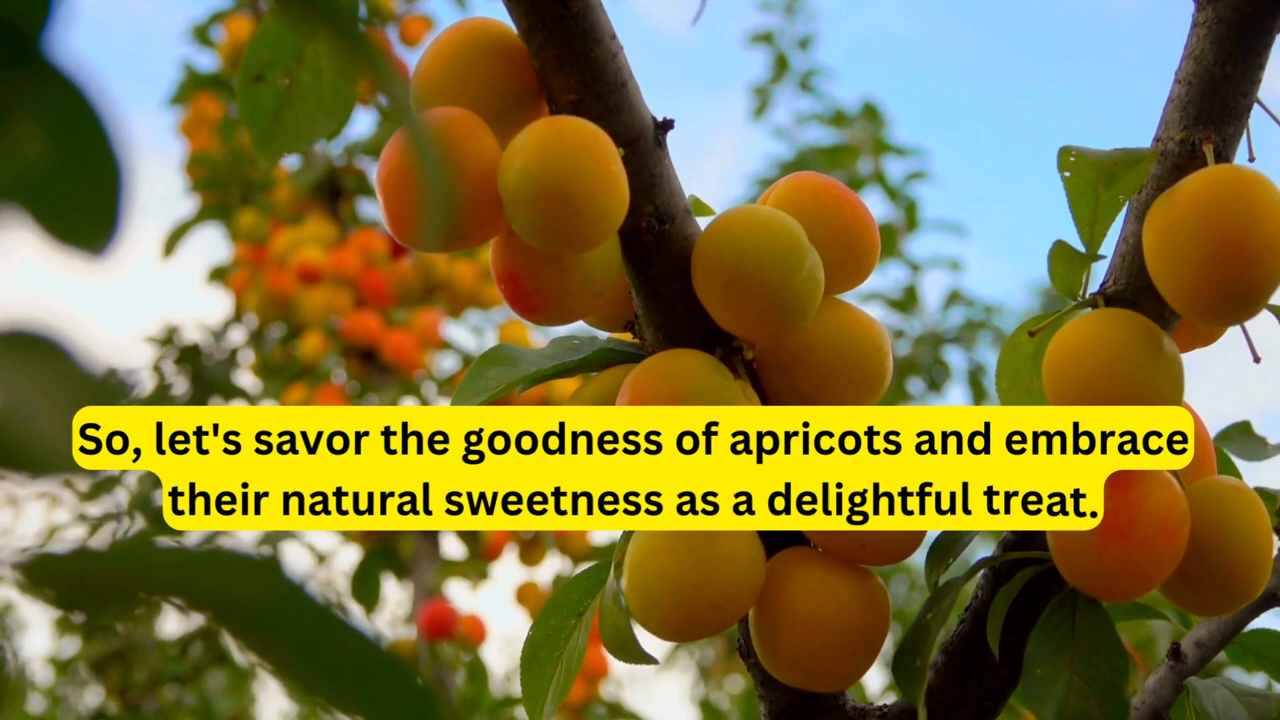 So, let's savor the goodness of apricots and embrace
their natural sweetness as a delightful treat.